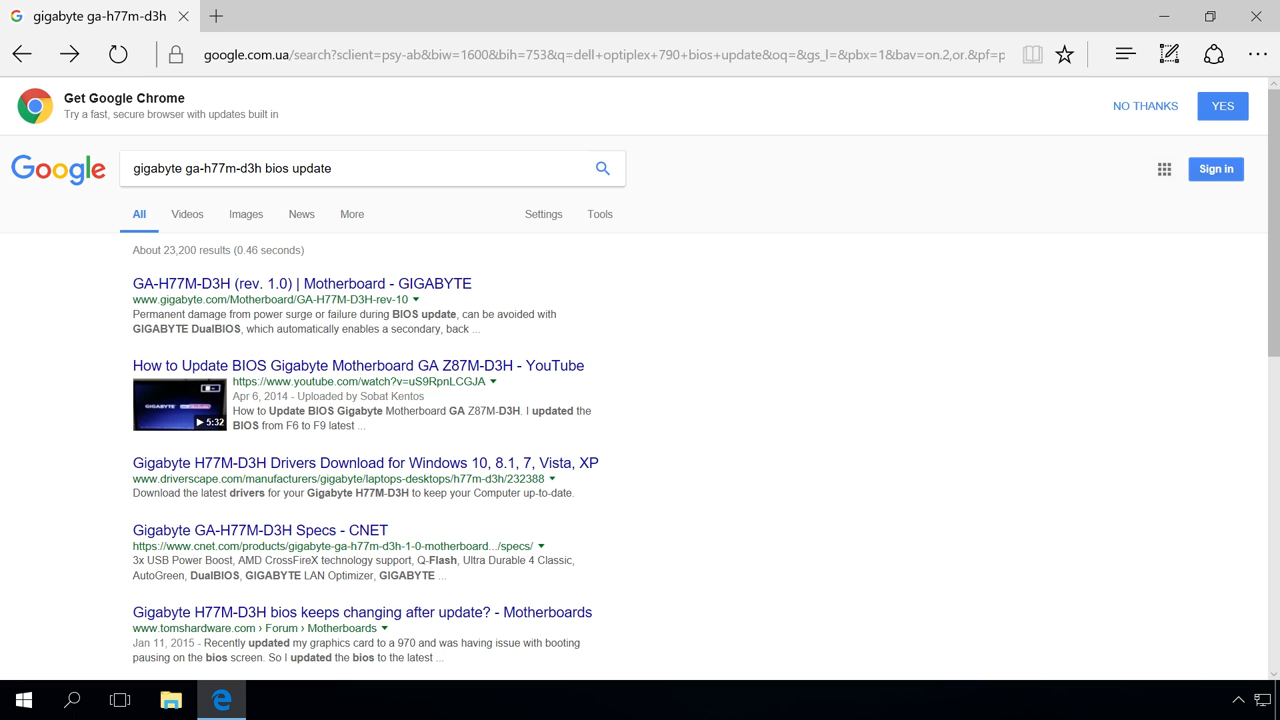 gigabyte ga-h77m-d3h
google.com.ua/search?sclient=psy-ab&biw=1600&bih=753&q=dell+optiplex+790+bios+update&oq=&gs_l=&pbx=1&bav=on.2,or.&pf=p
Get Google Chrome
Try a fast, secure browser with updates built in
NO THANKS
YES
Google
gigabyte ga-h77m-d3h bios update
Sign in
All Videos Images News More Settings Tools
About 23,200 results (0.46 seconds)
GA-H77M-D3H (rev. 1.0) | Motherboard - GIGABYTE
www.gigabyte.com/Motherboard/GA-H77M-D3H-rev-10
Permanent damage from power surge or failure during BIOS update, can be avoided with
GIGABYTE DualBIOS, which automatically enables a secondary, back ...
How to Update BIOS Gigabyte Motherboard GA Z87M-D3H - YouTube
https://www.youtube.com/watch?v=uS9RpnLCGJA
Apr 6, 2014 - Uploaded by Sobat Kentos
How to Update BIOS Gigabyte Motherboard GA Z87M-D3H. I updated the
BIOS from F6 to F9 latest ...
GIGABYTE
5:32
Gigabyte H77M-D3H Drivers Download for Windows 10, 8.1, 7, Vista, XP
www.driverscape.com/manufacturers/gigabyte/laptops-desktops/h77m-d3h/232388
Download the latest drivers for your Gigabyte H77M-D3H to keep your Computer up-to-date.
Gigabyte GA-H77M-D3H Specs - CNET
https://www.cnet.com/products/gigabyte-ga-h77m-d3h-1-0-motherboard.../specs/
3x USB Power Boost, AMD CrossFireX technology support, Q-Flash, Ultra Durable 4 Classic,
AutoGreen, DualBIOS, GIGABYTE LAN Optimizer, GIGABYTE ...
Gigabyte H77M-D3H bios keeps changing after update? - Motherboards
www.tomshardware.com › Forum › Motherboards
Jan 11, 2015 - Recently updated my graphics card to a 970 and was having issue with booting
pausing on the bios screen. So I updated the bios to the latest ...